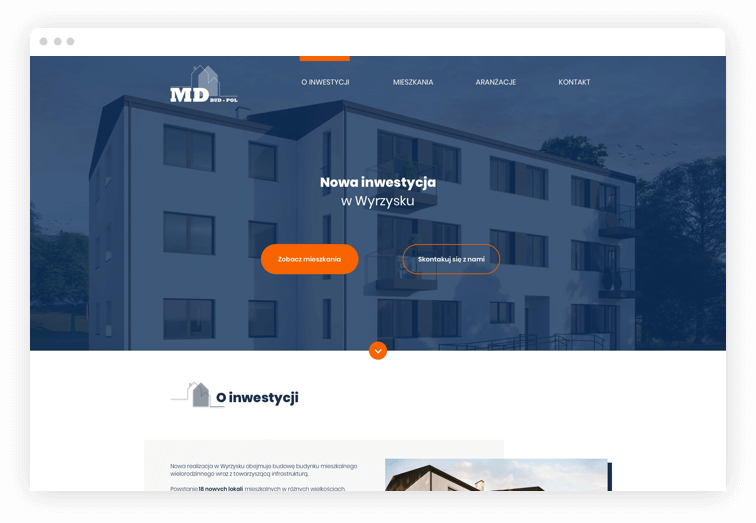 MD BUD - POL
O INWESTYCJI
MIESZKANIA
ARANŻACJE
KONTAKT
Nowa inwestycja
w Wyrzysku
Zobacz mieszkania
Skontakuj się z nami
O inwestycji
Nowa realizacja w Wyrzysku obejmuje budowę budynku mieszkalnego
wielorodzinnego wraz z towarzyszącą infrastrukturą.
Powstanie 18 nowych lokali mieszkalnych w różnych wielkościach.